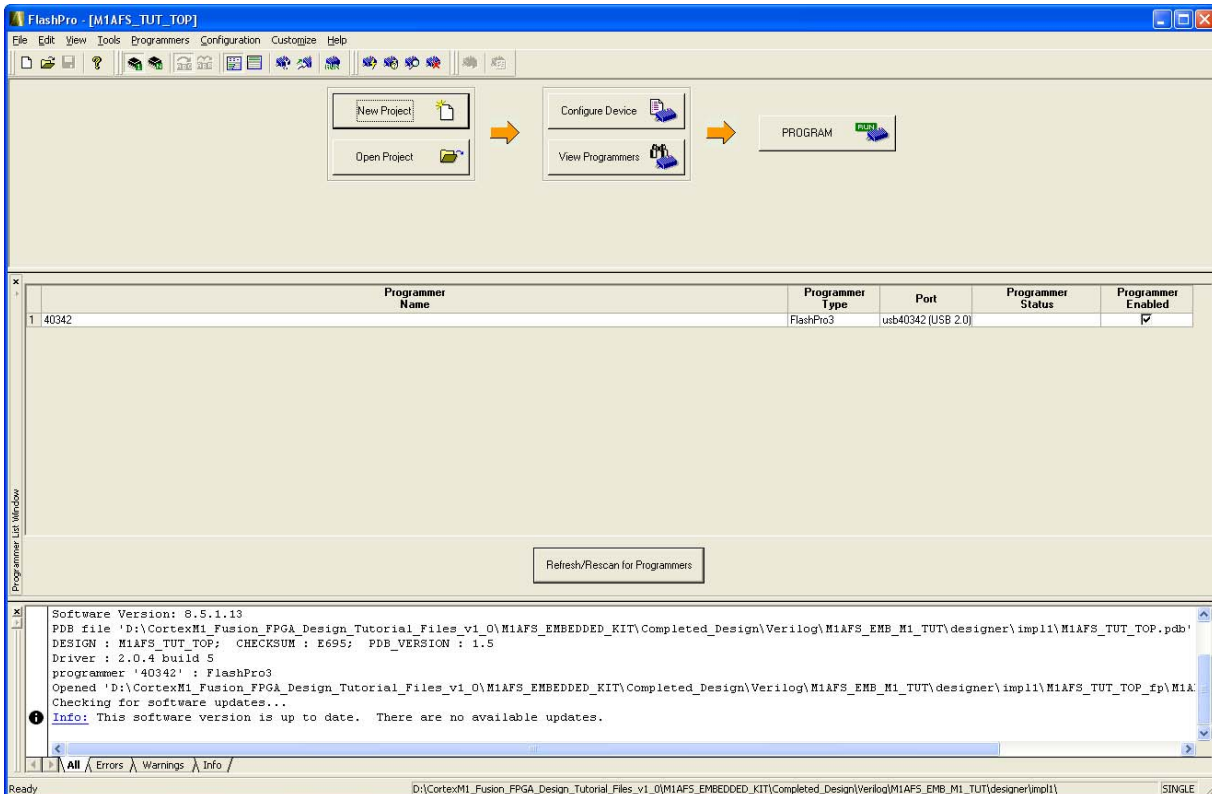 FlashPro - [M1AFS_TUT_TOP]
File Edit View Tools Programmers Configuration Customize Help
New Project
Configure Device
PROGRAM
RUN
Open Project
View Programmers
Programmer Name
Programmer Type
Port
Programmer Status
Programmer Enabled
1 40342 FlashPro3 usb40342 (USB 2.0)
Programmer List Window
Refresh/Rescan for Programmers
Software Version: 8.5.1.13
PDB file 'D:\CortexM1_Fusion_FPGA_Design_Tutorial_Files_v1_0\M1AFS_EMBEDDED_KIT\Completed_Design\Verilog\M1AFS_EMB_M1_TUT\designer\impl1\M1AFS_TUT_TOP.pdb'
DESIGN : M1AFS_TUT_TOP; CHECKSUM : E695; PDB_VERSION : 1.5
Driver : 2.0.4 build 5
programmer '40342' : FlashPro3
Opened 'D:\CortexM1_Fusion_FPGA_Design_Tutorial_Files_v1_0\M1AFS_EMBEDDED_KIT\Completed_Design\Verilog\M1AFS_EMB_M1_TUT\designer\impl1\M1AFS_TUT_TOP_fp\M1A
Checking for software updates...
Info: This software version is up to date. There are no available updates.
All Errors Warnings Info
Ready D:\CortexM1_Fusion_FPGA_Design_Tutorial_Files_v1_0\M1AFS_EMBEDDED_KIT\Completed_Design\Verilog\M1AFS_EMB_M1_TUT\designer\impl1\ SINGLE